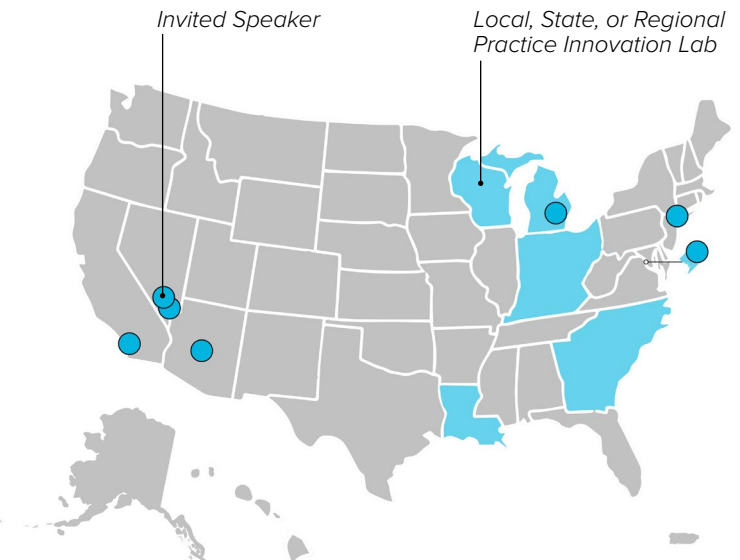 Invited Speaker
Local, State, or Regional
Practice Innovation Lab